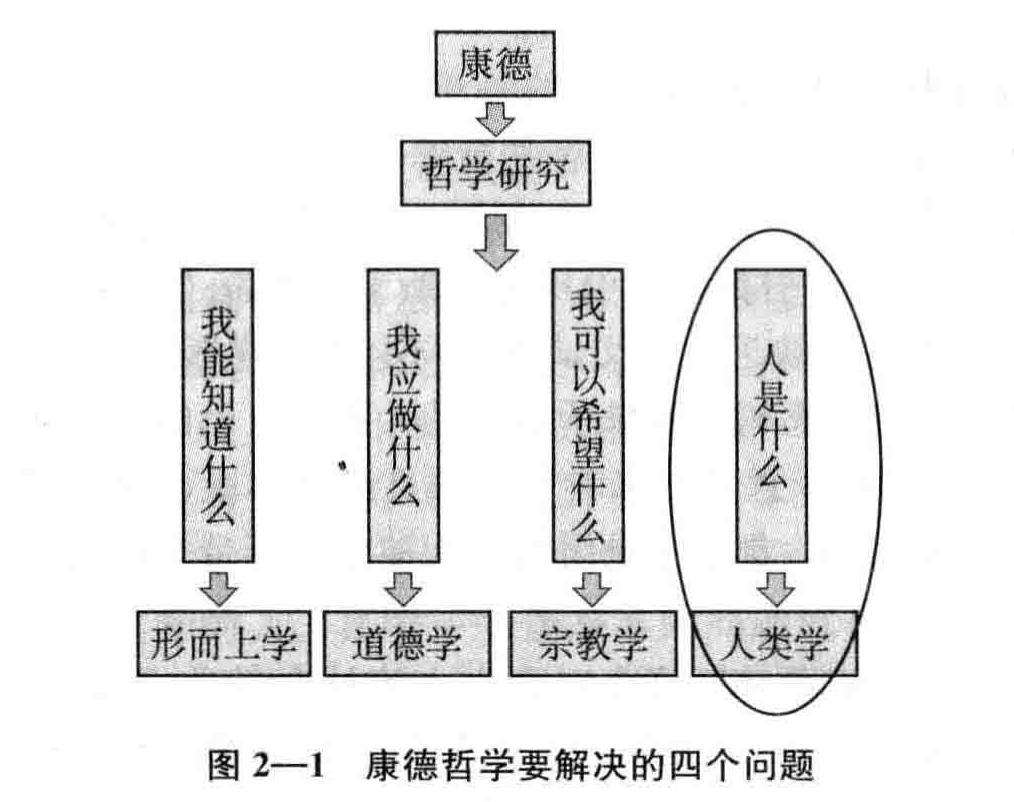 康德
哲学研究
我能知道什么
我应做什么
我可以希望什么
人是什么
形而上学
道德学
宗教学
人类学
图 2—1 康德哲学要解决的四个问题